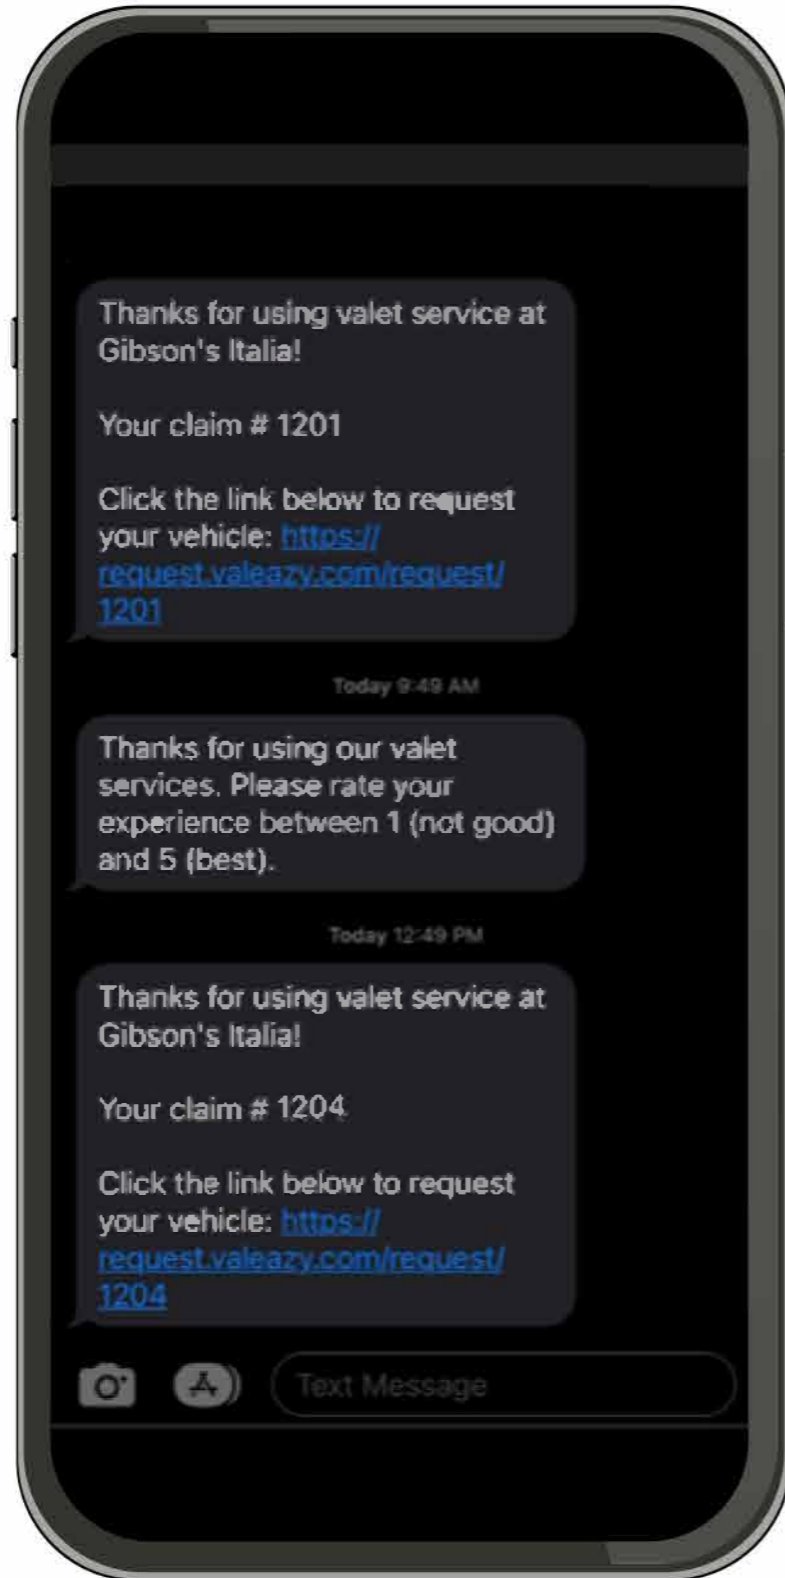 Thanks for using valet service at
Gibson's Italia!
Your claim # 1201
Click the link below to request
your vehicle: https://
request.valeazy.com/request/
1201
Today 9:49 AM
Thanks for using our valet
services. Please rate your
experience between 1 (not good)
and 5 (best).
Today 12:49 PM
Thanks for using valet service at
Gibson's Italia!
Your claim # 1204
Click the link below to request
your vehicle: https://
request.valeazy.com/request/
1204
Text Message